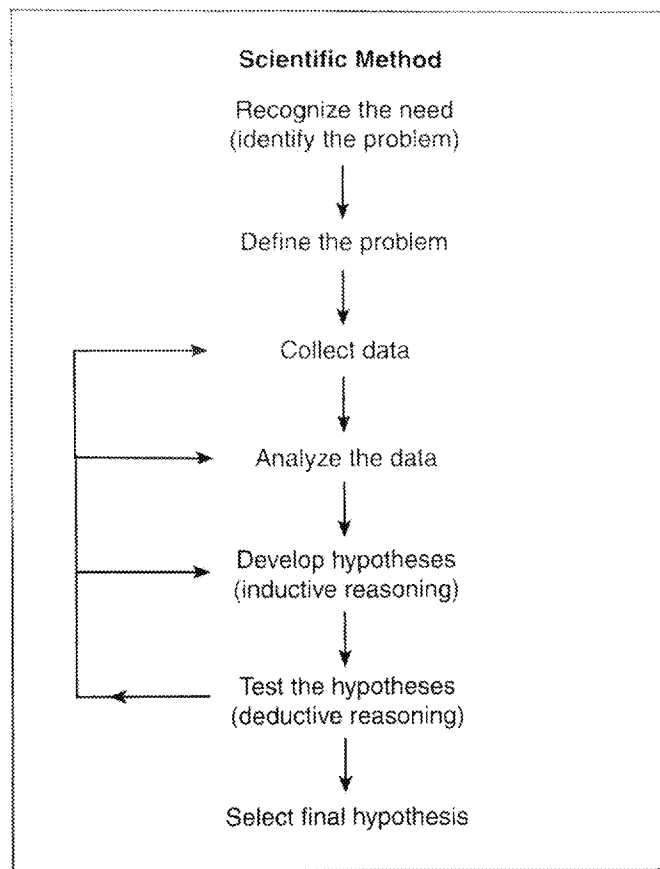 Scientific Method
Recognize the need
(identify the problem)
Define the problem
Collect data
Analyze the data
Develop hypotheses
(inductive reasoning)
Test the hypotheses
(deductive reasoning)
Select final hypothesis